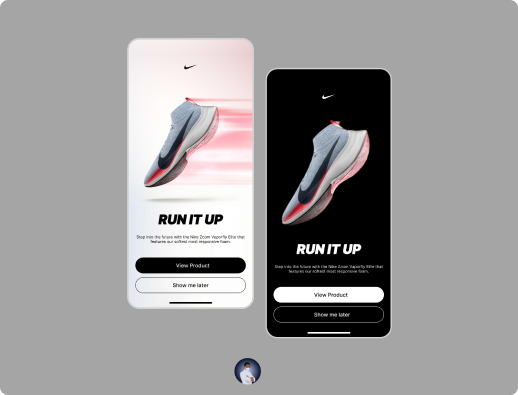 RUN IT UP
Step into the future with the Nike Zoom Vaporfly Elite that
features our softest most responsive foam.
View Product
Show me later
RUN IT UP
Step into the future with the Nike Zoom Vaporfly Elite that
features our softest most responsive foam.
View Product
Show me later